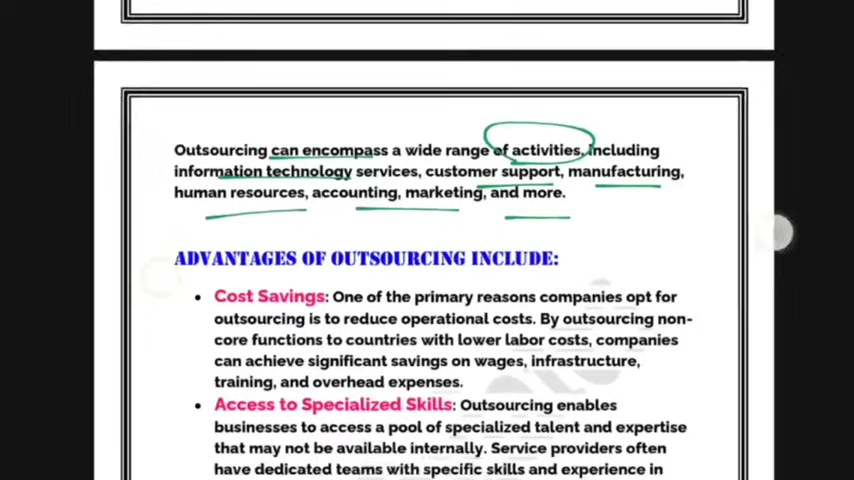 Outsourcing can encompass a wide range of activities, including
information technology services, customer support, manufacturing,
human resources, accounting, marketing, and more.
ADVANTAGES OF OUTSOURCING INCLUDE:
• Cost Savings: One of the primary reasons companies opt for
outsourcing is to reduce operational costs. By outsourcing non-
core functions to countries with lower labor costs, companies
can achieve significant savings on wages, infrastructure,
training, and overhead expenses.
• Access to Specialized Skills: Outsourcing enables
businesses to access a pool of specialized talent and expertise
that may not be available internally. Service providers often
have dedicated teams with specific skills and experience in